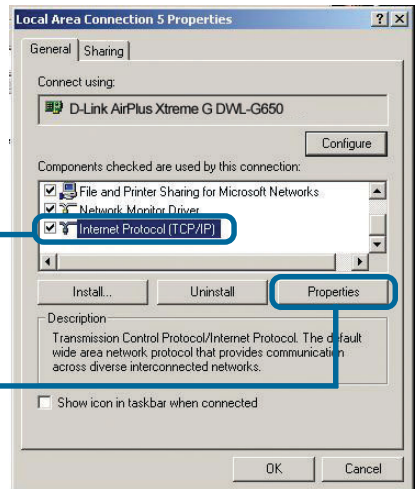 Local Area Connection 5 Properties
General Sharing
Connect using:
D-Link AirPlus Xtreme G DWL-G650
Configure
Components checked are used by this connection:
File and Printer Sharing for Microsoft Networks
Network Monitor Driver
Internet Protocol (TCP/IP)
Install... Uninstall Properties
Description
Transmission Control Protocol/Internet Protocol. The default
wide area network protocol that provides communication
across diverse interconnected networks.
Show icon in taskbar when connected
OK Cancel